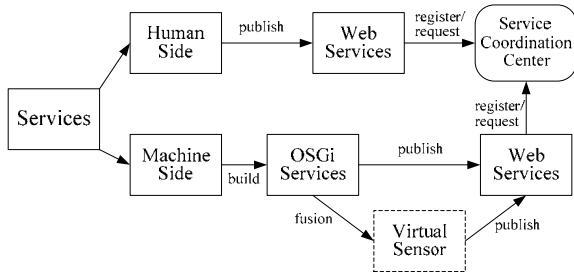 Human
Side
publish
Web
Services
register/
request
Service
Coordination
Center
Services
register/
request
Machine
Side
build
OSGi
Services
publish
Web
Services
fusion
Virtual
Sensor
publish